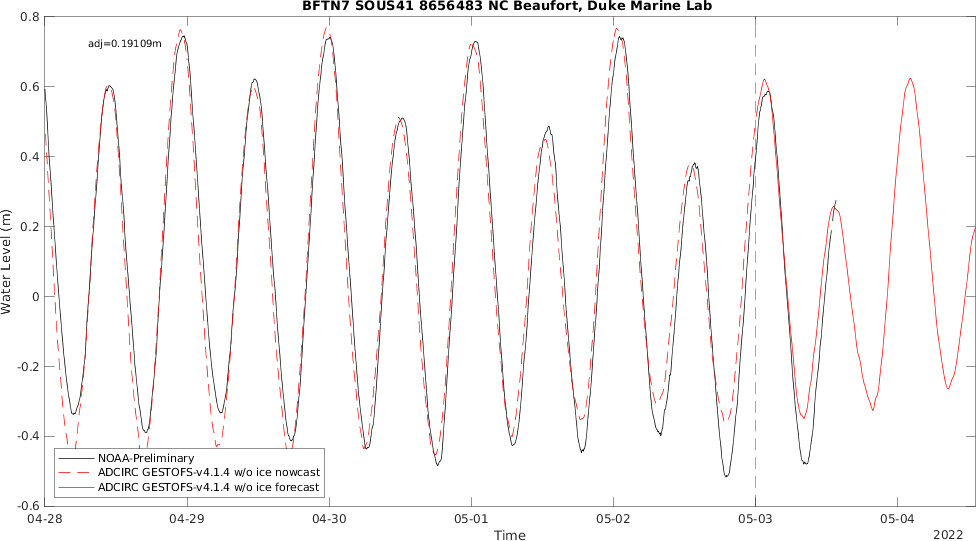 BFTN7 SOUS41 8656483 NC Beaufort, Duke Marine Lab
adj=0.19109m
Water Level (m)
0.8
0.6
0.4
0.2
0
-0.2
-0.4
-0.6
NOAA-Preliminary
ADCIRC GESTOFS-v4.1.4 w/o ice nowcast
ADCIRC GESTOFS-v4.1.4 w/o ice forecast
04-28 04-29 04-30 05-01 05-02 05-03 05-04
Time
2022